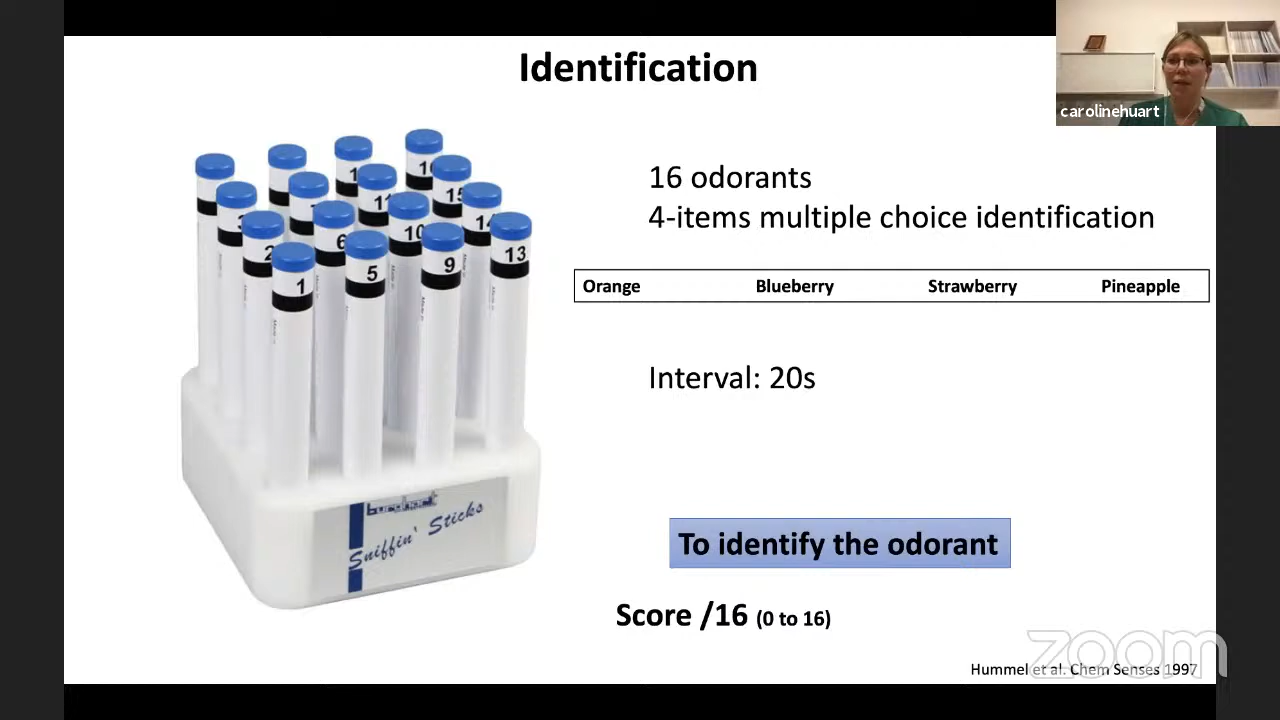 Identification
carolinehuart
16 odorants
4-items multiple choice identification
Orange Blueberry Strawberry Pineapple
Interval: 20s
To identify the odorant
Score /16 (0 to 16)
Hummel et al. Chem Senses 1997
zoom
15
11
14
10
13
6
9
5
2
1
burghart
Sniffin' Sticks